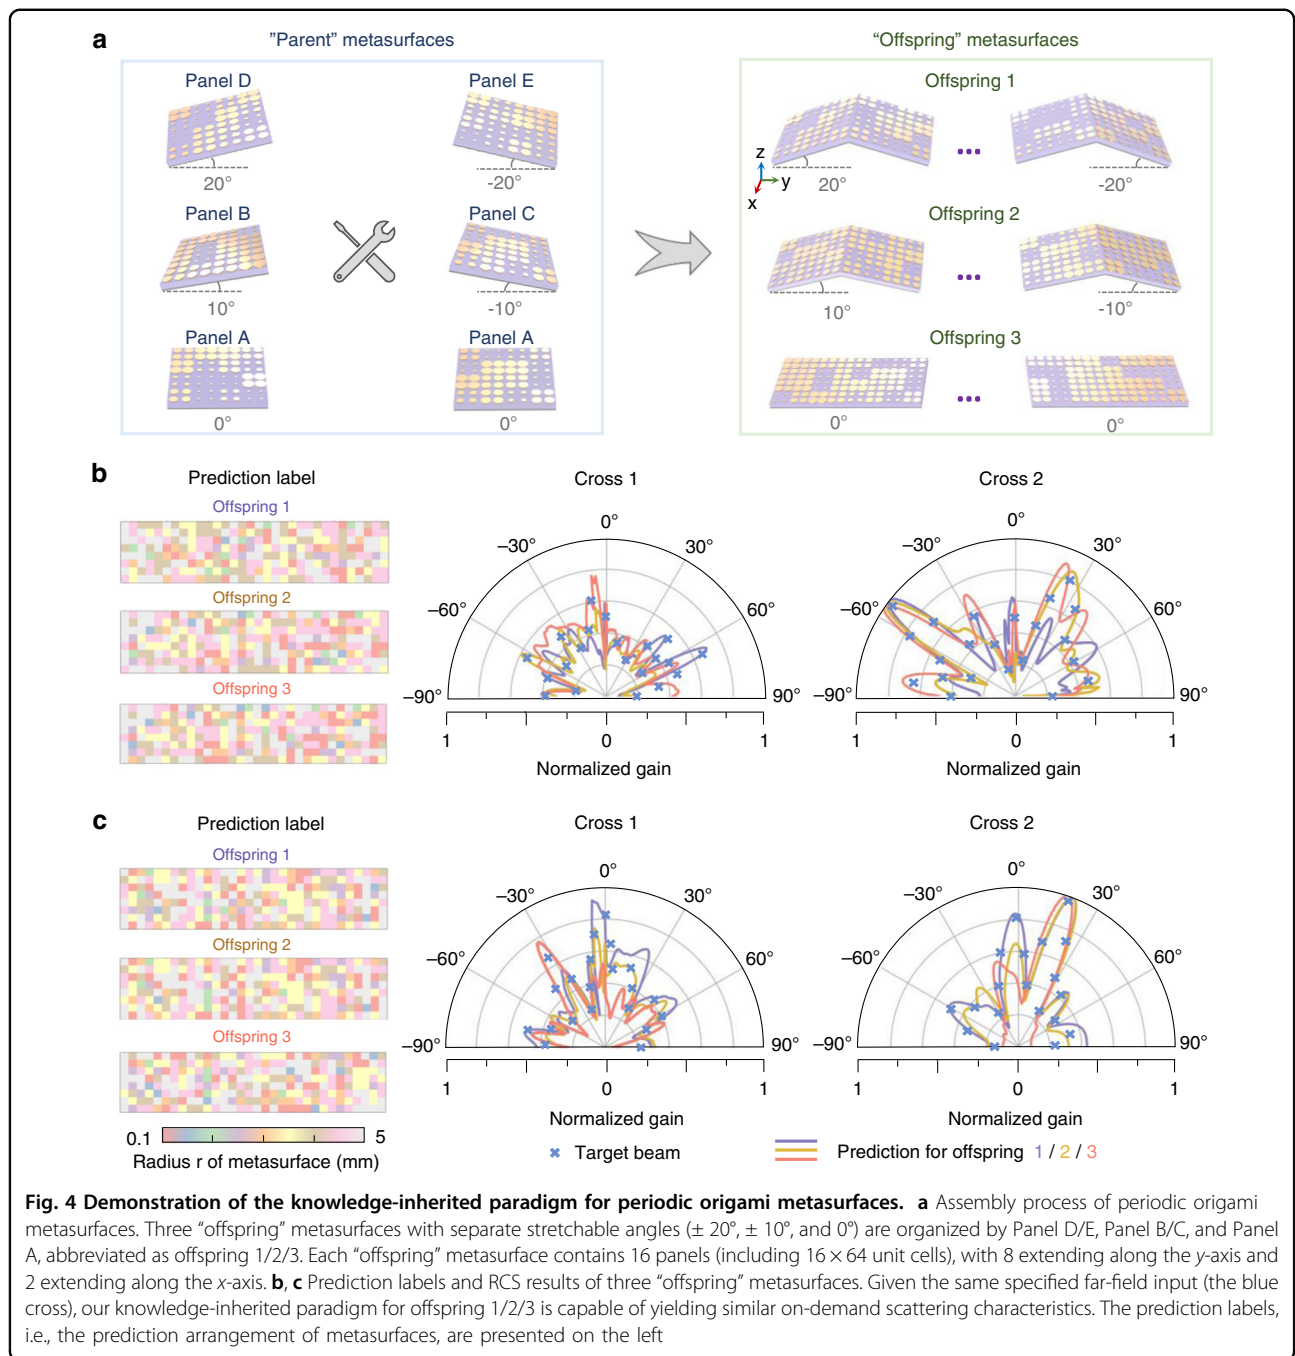 a
”Parent” metasurfaces
“Offspring” metasurfaces
Panel D
Panel E
Offspring 1
20°
-20°
z
y
x
20°
-20°
Panel B
Panel C
Offspring 2
10°
-10°
10°
-10°
Panel A
Panel A
Offspring 3
0°
0°
0°
0°
b
Prediction label
Cross 1
Cross 2
Offspring 1
Offspring 2
Offspring 3
0°
–30°
30°
–60°
60°
–90°
90°
1
0
1
Normalized gain
0°
–30°
30°
–60°
60°
–90°
90°
1
0
1
Normalized gain
c
Prediction label
Cross 1
Cross 2
Offspring 1
Offspring 2
Offspring 3
0°
–30°
30°
–60°
60°
–90°
90°
1
0
1
Normalized gain
0°
–30°
30°
–60°
60°
–90°
90°
1
0
1
Normalized gain
0.1
5
Radius r of metasurface (mm)
Target beam
Prediction for offspring 1 / 2 / 3
Fig. 4 Demonstration of the knowledge-inherited paradigm for periodic origami metasurfaces. a Assembly process of periodic origami
metasurfaces. Three “offspring” metasurfaces with separate stretchable angles (± 20°, ± 10°, and 0°) are organized by Panel D/E, Panel B/C, and Panel
A, abbreviated as offspring 1/2/3. Each “offspring” metasurface contains 16 panels (including 16 × 64 unit cells), with 8 extending along the y-axis and
2 extending along the x-axis. b, c Prediction labels and RCS results of three “offspring” metasurfaces. Given the same specified far-field input (the blue
cross), our knowledge-inherited paradigm for offspring 1/2/3 is capable of yielding similar on-demand scattering characteristics. The prediction labels,
i.e., the prediction arrangement of metasurfaces, are presented on the left